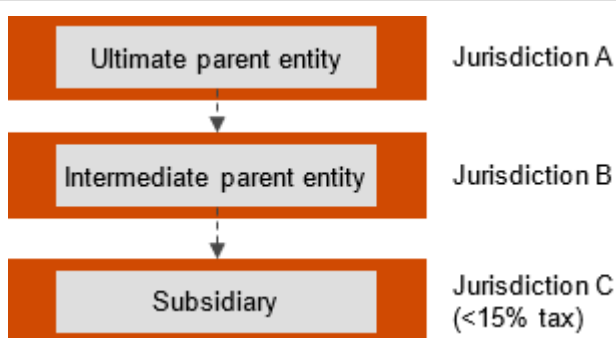 Ultimate parent entity
Jurisdiction A
Intermediate parent entity
Jurisdiction B
Subsidiary
Jurisdiction C
(<15% tax)